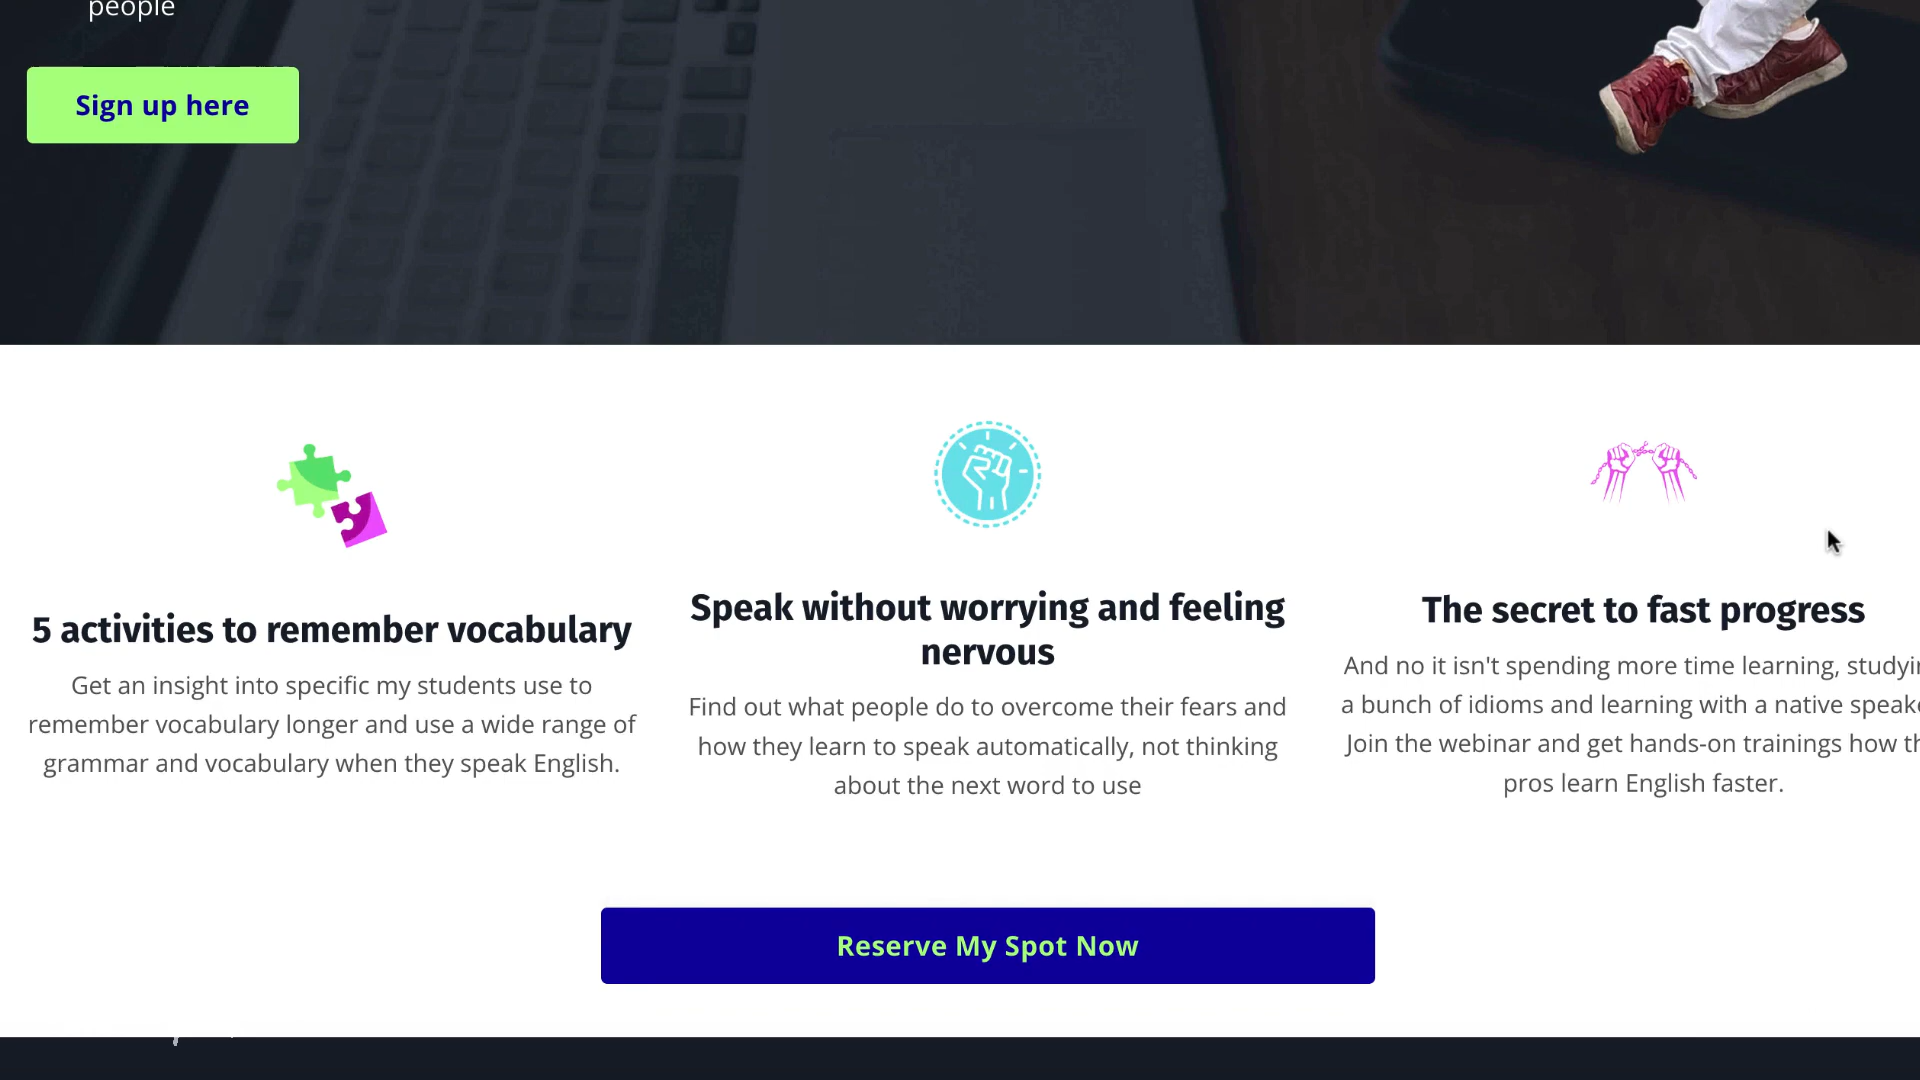 people
Sign up here
5 activities to remember vocabulary
Get an insight into specific my students use to
remember vocabulary longer and use a wide range of
grammar and vocabulary when they speak English.
Speak without worrying and feeling
nervous
Find out what people do to overcome their fears and
how they learn to speak automatically, not thinking
about the next word to use
The secret to fast progress
And no it isn't spending more time learning,
a bunch of idioms and learning with a native
Join the webinar and get hands-on trainings how
pros learn English faster.
Reserve My Spot Now